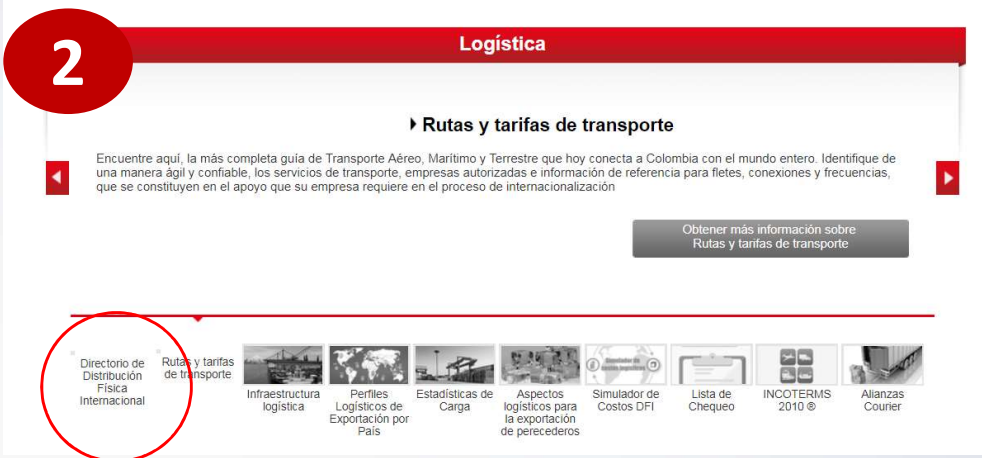 2
Logística
Rutas y tarifas de transporte
Encuentre aquí, la más completa guía de Transporte Aéreo, Marítimo y Terrestre que hoy conecta a Colombia con el mundo entero. Identifique de
una manera ágil y confiable, los servicios de transporte, empresas autorizadas e información de referencia para fletes, conexiones y frecuencias,
que se constituyen en el apoyo que su empresa requiere en el proceso de internacionalización
Obtener más información sobre
Rutas y tarifas de transporte
Directorio de
Distribución
Física
Internacional
Rutas y tarifas
de transporte
Infraestructura
logística
Perfiles
Logísticos de
Exportación por
País
Estadísticas de
Carga
Aspectos
logísticos para
la exportación
de perecederos
Simulador de
costos logísticos
Simulador de
Costos DFI
Lista de
Chequeo
INCOTERMS
2010 ®
Alianzas
Courier